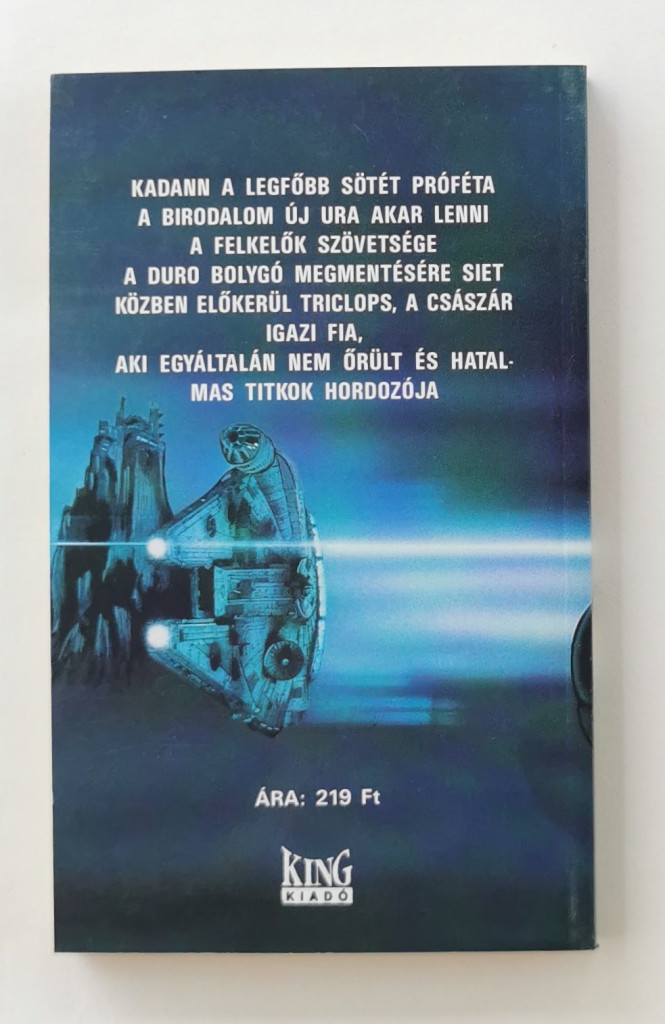 KADANN A LEGFŐBB SÖTÉT PRÓFÉTA
A BIRODALOM ÚJ URA AKAR LENNI
A FELKELŐK SZÖVETSÉGE
A DURO BOLYGÓ MEGMENTÉSÉRE SIET
KÖZBEN ELŐKERÜL TRICLOPS, A CSÁSZÁR
IGAZI FIA,
AKI EGYÁLTALÁN NEM ŐRÜLT ÉS HATAL-
MAS TITKOK HORDOZÓJA
ÁRA: 219 Ft
KING
KIADÓ